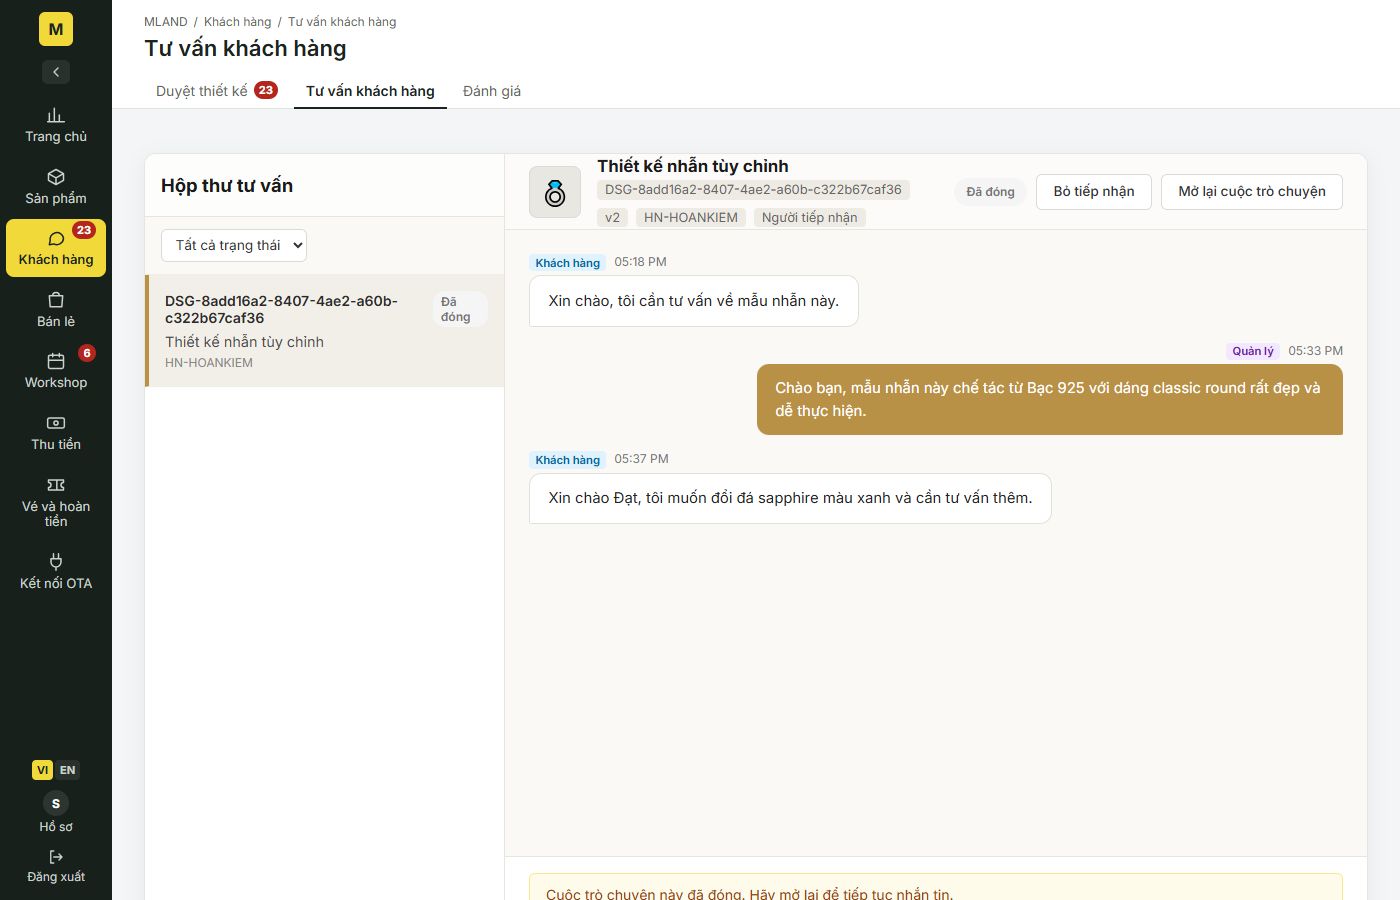 M
MLAND / Khách hàng / Tư vấn khách hàng
Tư vấn khách hàng
Duyệt thiết kế 23
Tư vấn khách hàng
Đánh giá
Trang chủ
Sản phẩm
23
Khách hàng
Bán lẻ
6
Workshop
Thu tiền
Vé và hoàn
tiền
Kết nối OTA
VI EN
S
Hồ sơ
Đăng xuất
Hộp thư tư vấn
Tất cả trạng thái
DSG-8add16a2-8407-4ae2-a60b-
c322b67caf36
Đã
đóng
Thiết kế nhẫn tùy chỉnh
HN-HOANKIEM
Thiết kế nhẫn tùy chỉnh
DSG-8add16a2-8407-4ae2-a60b-c322b67caf36
v2 HN-HOANKIEM Người tiếp nhận
Đã đóng
Bỏ tiếp nhận
Mở lại cuộc trò chuyện
Khách hàng 05:18 PM
Xin chào, tôi cần tư vấn về mẫu nhẫn này.
Quản lý 05:33 PM
Chào bạn, mẫu nhẫn này chế tác từ Bạc 925 với dáng classic round rất đẹp và
dễ thực hiện.
Khách hàng 05:37 PM
Xin chào Đạt, tôi muốn đổi đá sapphire màu xanh và cần tư vấn thêm.
Cuộc trò chuyện này đã đóng. Hãy mở lại để tiếp tục nhắn tin.